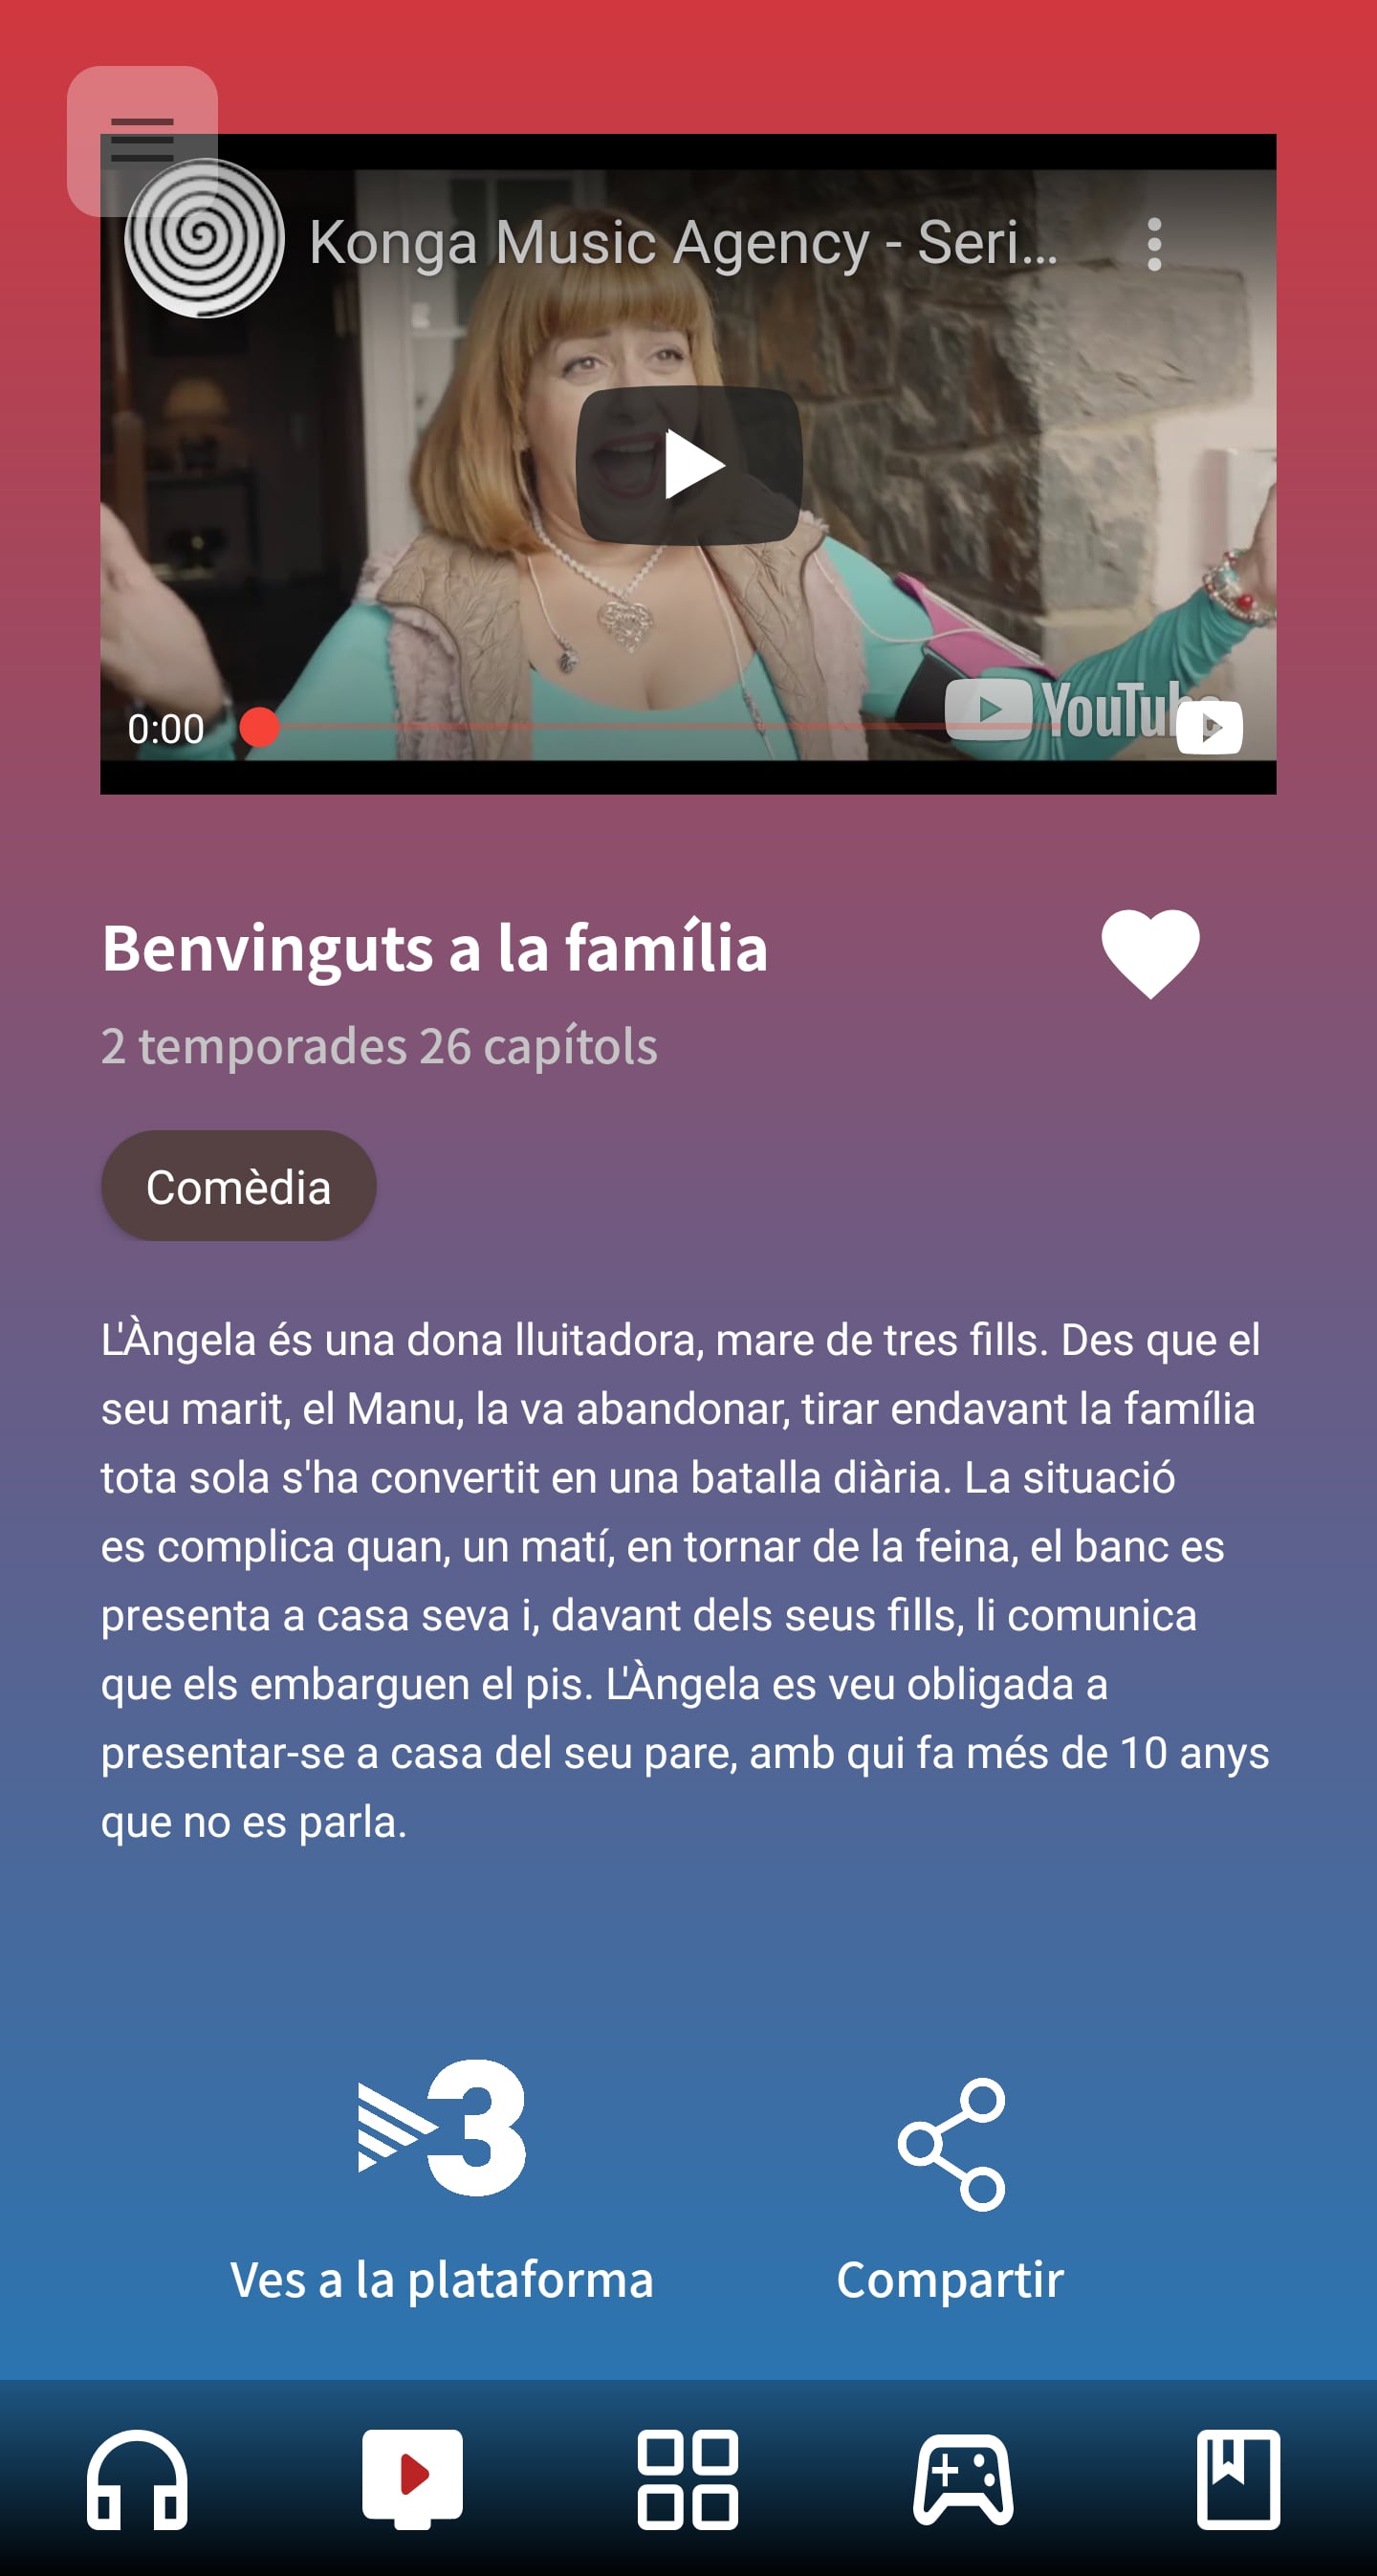 Konga Music Agency - Seri...
YouTube
0:00
Benvinguts a la família
2 temporades 26 capítols
Comèdia
L'Àngela és una dona lluitadora, mare de tres fills. Des que el
seu marit, el Manu, la va abandonar, tirar endavant la família
tota sola s'ha convertit en una batalla diària. La situació
es complica quan, un matí, en tornar de la feina, el banc es
presenta a casa seva i, davant dels seus fills, li comunica
que els embarguen el pis. L'Àngela es veu obligada a
presentar-se a casa del seu pare, amb qui fa més de 10 anys
que no es parla.
3
Ves a la plataforma
Compartir